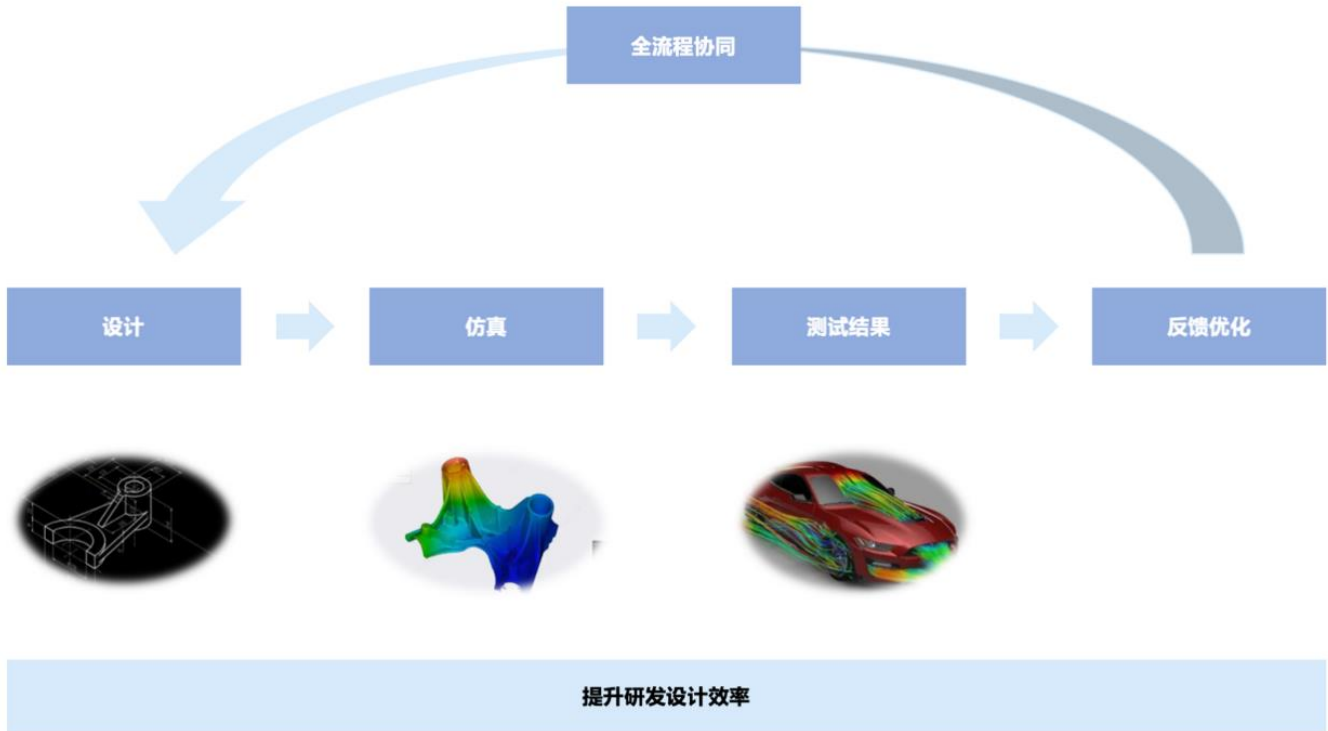 全流程协同
设计
仿真
测试结果
反馈优化
提升研发设计效率